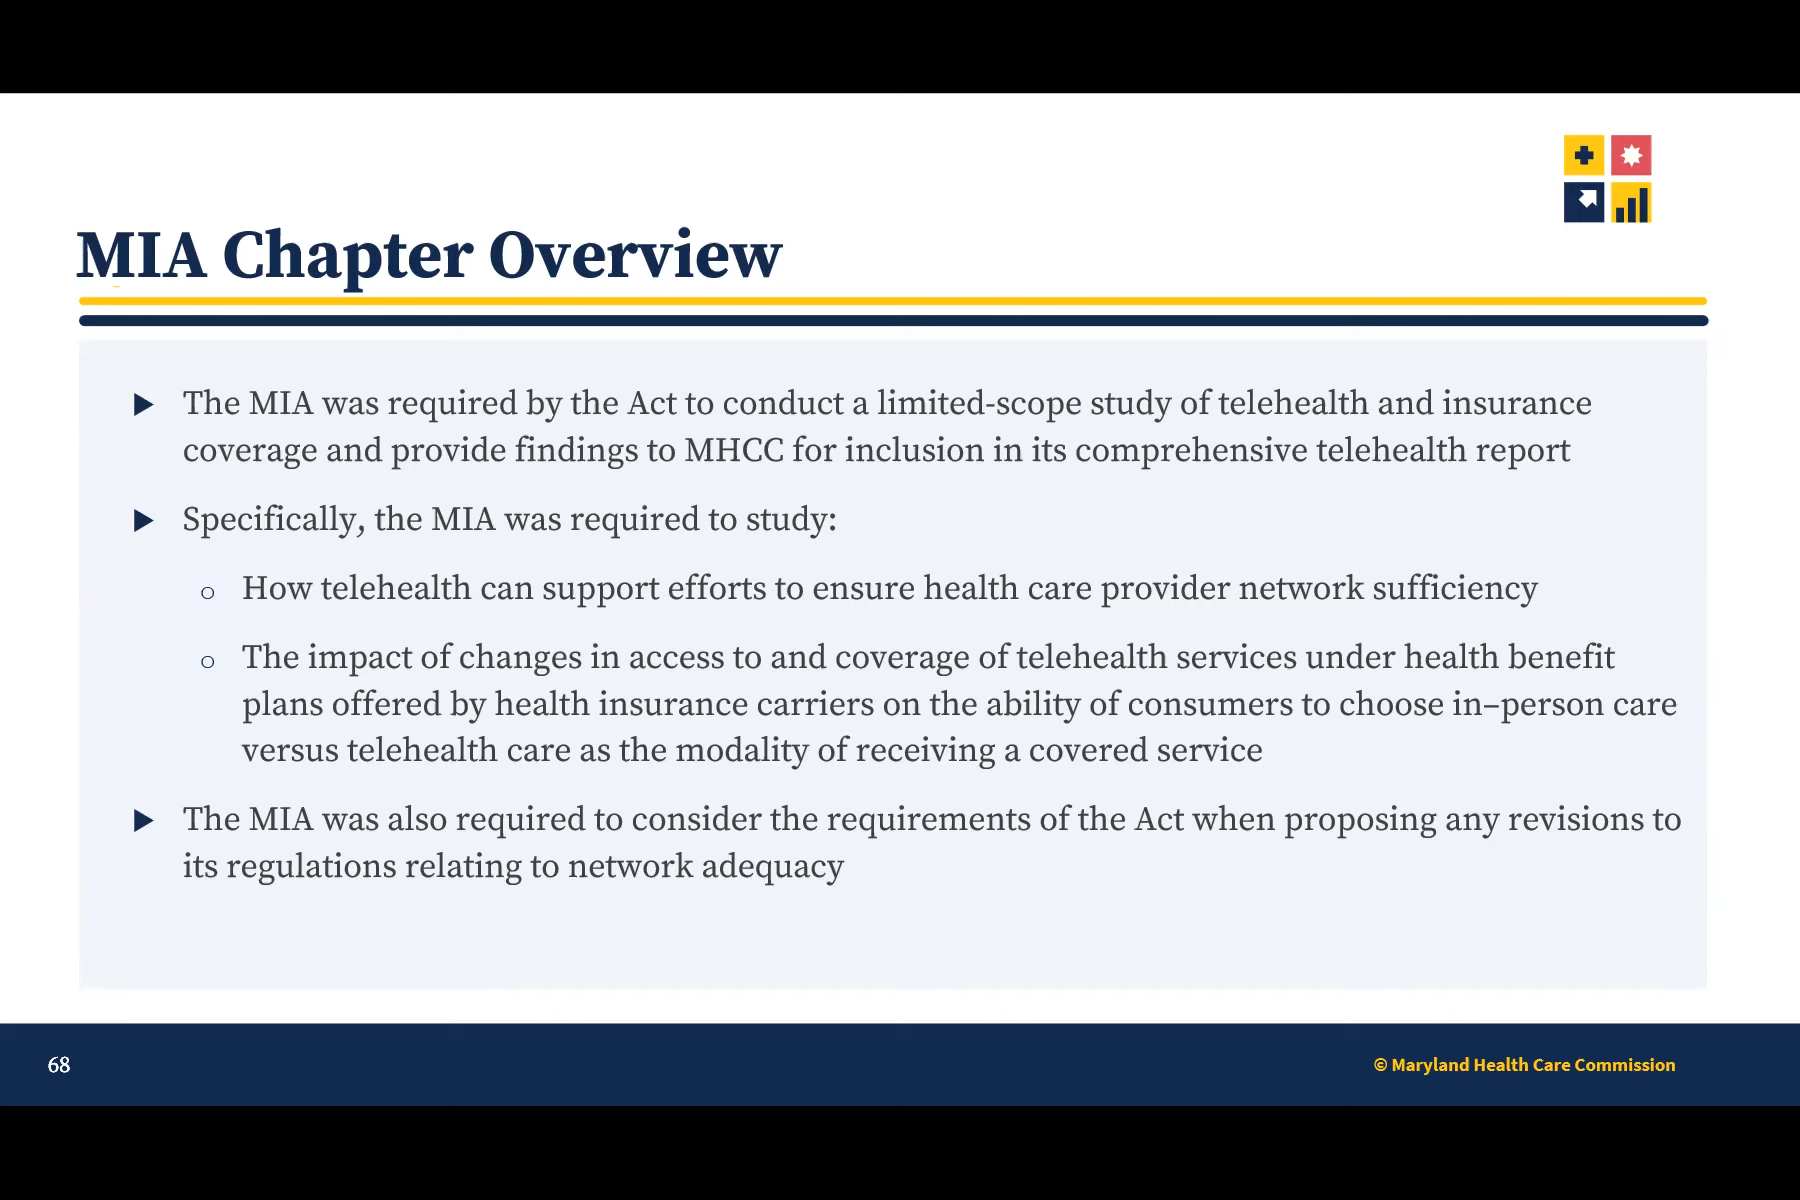 MIA Chapter Overview
▶ The MIA was required by the Act to conduct a limited-scope study of telehealth and insurance
coverage and provide findings to MHCC for inclusion in its comprehensive telehealth report
▶ Specifically, the MIA was required to study:
○ How telehealth can support efforts to ensure health care provider network sufficiency
○ The impact of changes in access to and coverage of telehealth services under health benefit
plans offered by health insurance carriers on the ability of consumers to choose in–person care
versus telehealth care as the modality of receiving a covered service
▶ The MIA was also required to consider the requirements of the Act when proposing any revisions to
its regulations relating to network adequacy
68
© Maryland Health Care Commission